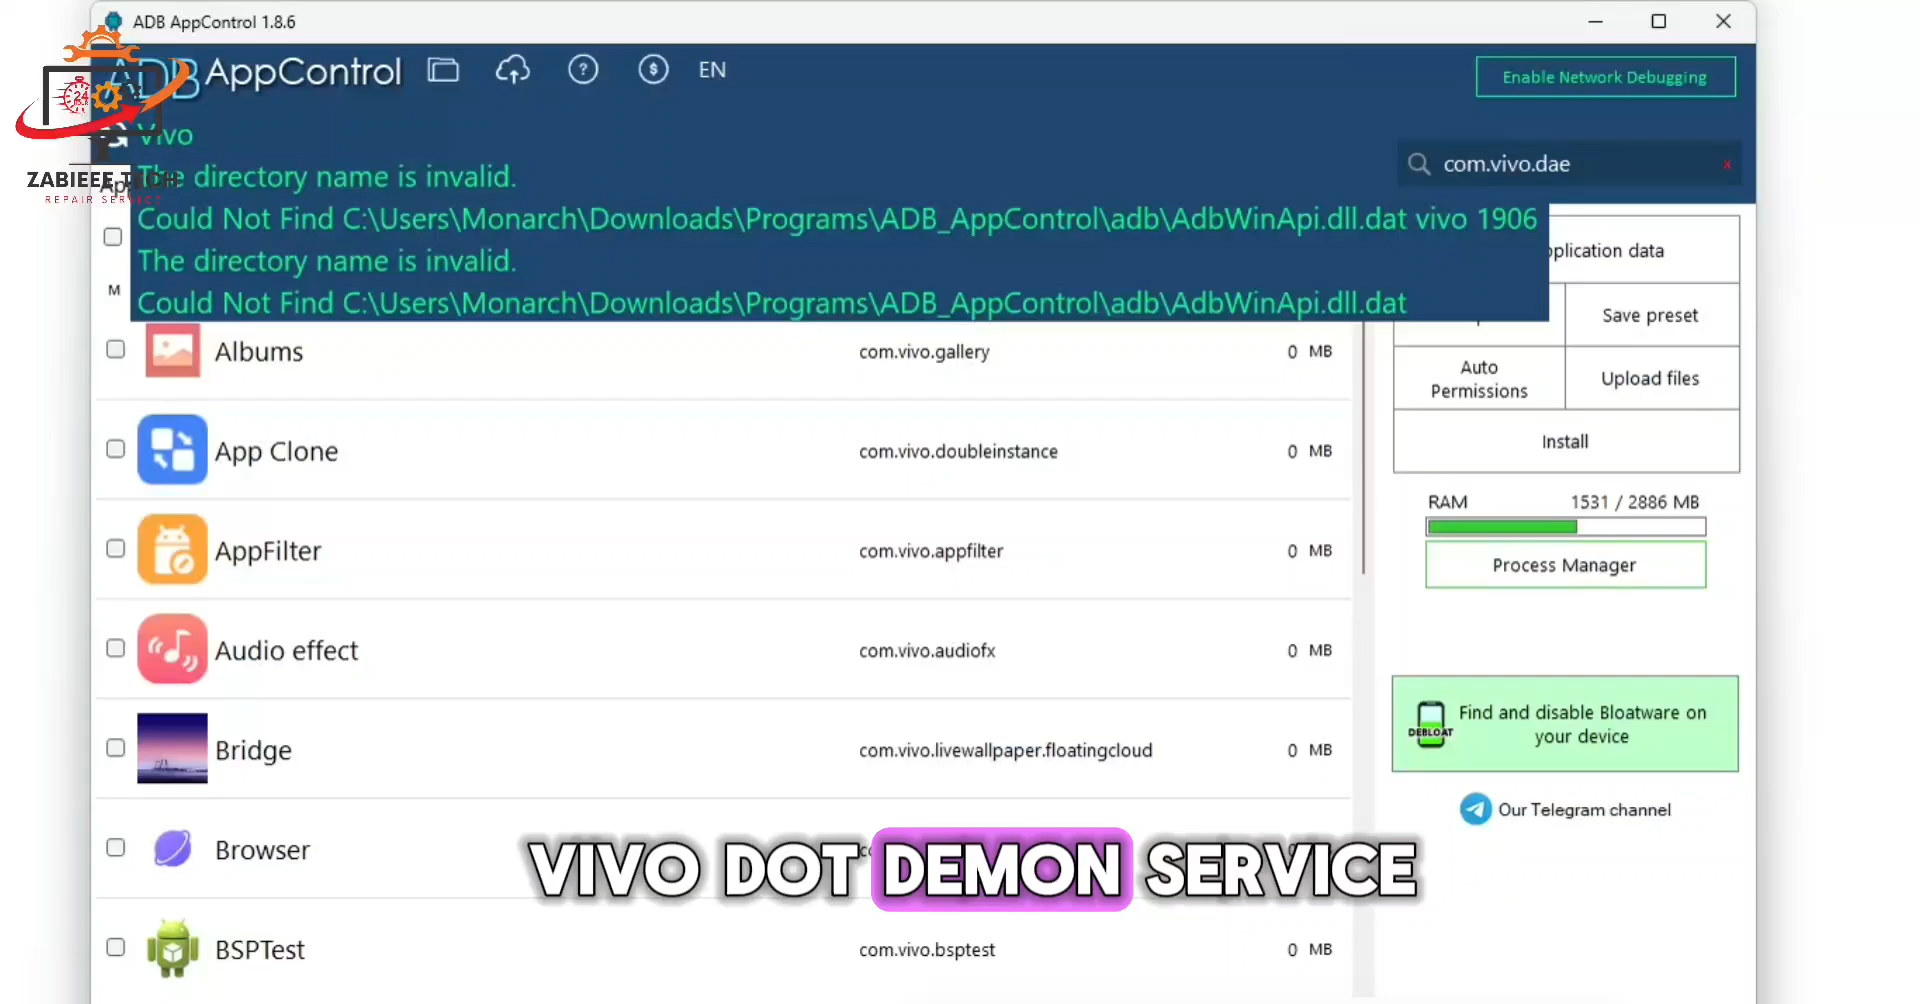 ADB AppControl 1.8.6
ADB AppControl
EN
Enable Network Debugging
24
ZABIEEE TECH
REPAIR SERVICE
Vivo
com.vivo.dae
x
The directory name is invalid.
Could Not Find C:\Users\Monarch\Downloads\Programs\ADB_AppControl\adb\AdbWinApi.dll.dat vivo 1906
The directory name is invalid.
Could Not Find C:\Users\Monarch\Downloads\Programs\ADB_AppControl\adb\AdbWinApi.dll.dat
M
Albums com.vivo.gallery 0 MB
App Clone com.vivo.doubleinstance 0 MB
AppFilter com.vivo.appfilter 0 MB
Audio effect com.vivo.audiofx 0 MB
Bridge com.vivo.livewallpaper.floatingcloud 0 MB
Browser
BSPTest com.vivo.bsptest 0 MB
plication data
Save preset
Auto
Permissions
Upload files
Install
RAM 1531 / 2886 MB
Process Manager
DEBLOAT
Find and disable Bloatware on
your device
Our Telegram channel
VIVO DOT DEMON SERVICE